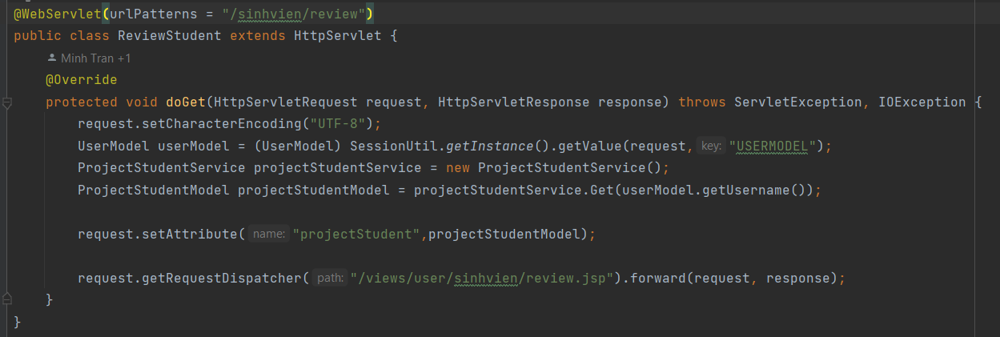 @WebServlet(urlPatterns = "/sinhvien/review")
public class ReviewStudent extends HttpServlet {
Minh Tran +1
@Override
protected void doGet(HttpServletRequest request, HttpServletResponse response) throws ServletException, IOException {
request.setCharacterEncoding("UTF-8");
UserModel userModel = (UserModel) SessionUtil.getInstance().getValue(request, key: "USERMODEL");
ProjectStudentService projectStudentService = new ProjectStudentService();
ProjectStudentModel projectStudentModel = projectStudentService.Get(userModel.getUsername());
request.setAttribute( name: "projectStudent",projectStudentModel);
request.getRequestDispatcher( path: "/views/user/sinhvien/review.jsp").forward(request, response);
}
}